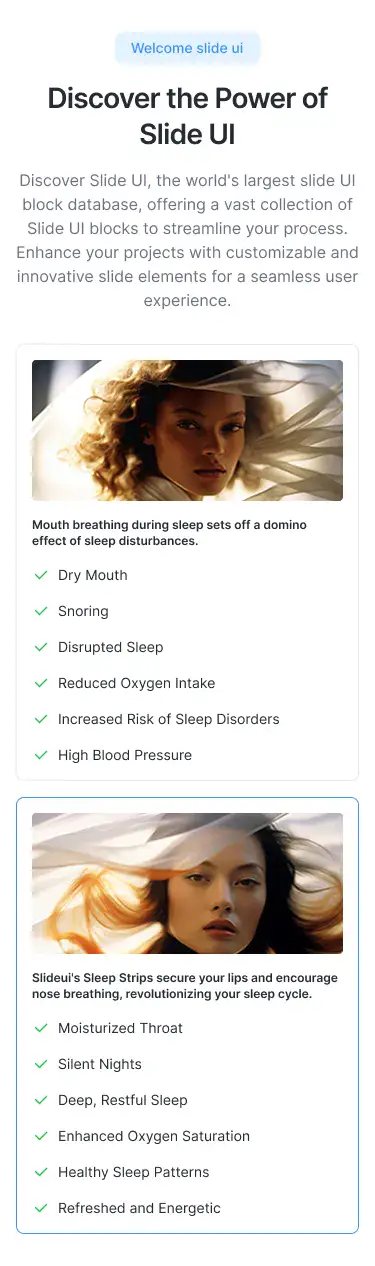 Welcome slide ui
Discover the Power of
Slide UI
Discover Slide UI, the world's largest slide UI
block database, offering a vast collection of
Slide UI blocks to streamline your process.
Enhance your projects with customizable and
innovative slide elements for a seamless user
experience.
Mouth breathing during sleep sets off a domino
effect of sleep disturbances.
Dry Mouth
Snoring
Disrupted Sleep
Reduced Oxygen Intake
Increased Risk of Sleep Disorders
High Blood Pressure
Slideui's Sleep Strips secure your lips and encourage
nose breathing, revolutionizing your sleep cycle.
Moisturized Throat
Silent Nights
Deep, Restful Sleep
Enhanced Oxygen Saturation
Healthy Sleep Patterns
Refreshed and Energetic